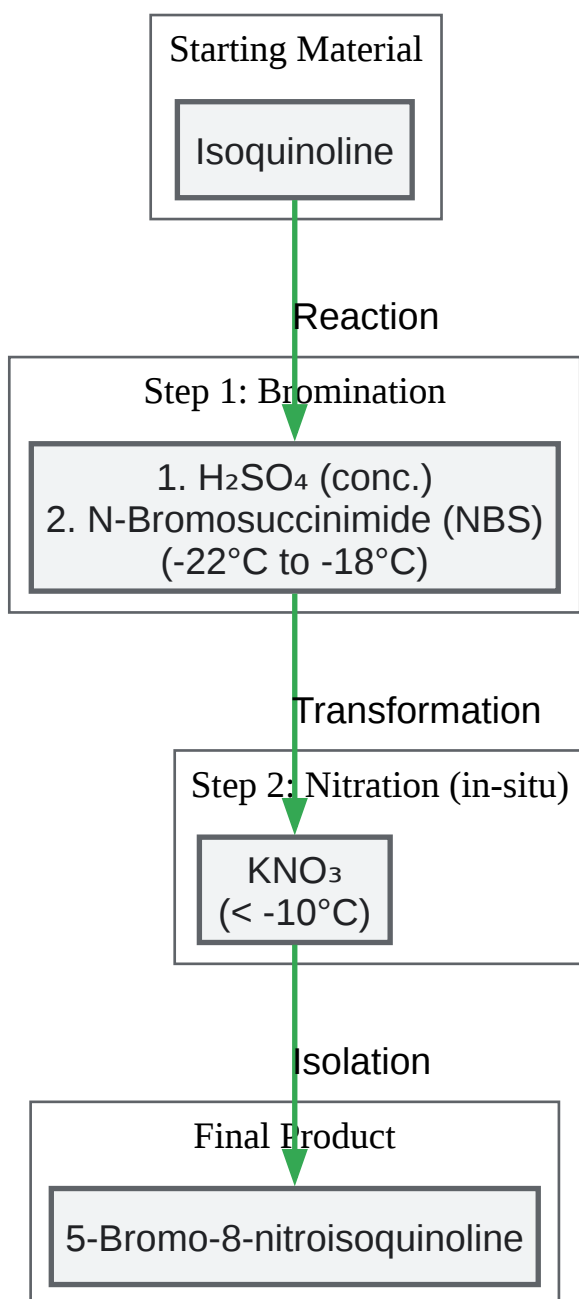 Starting Material
Isoquinoline
Reaction
Step 1: Bromination
1. H₂SO₄ (conc.)
2. N-Bromosuccinimide (NBS)
(-22°C to -18°C)
Transformation
Step 2: Nitration (in-situ)
KNO₃
(< -10°C)
Isolation
Final Product
5-Bromo-8-nitroisoquinoline